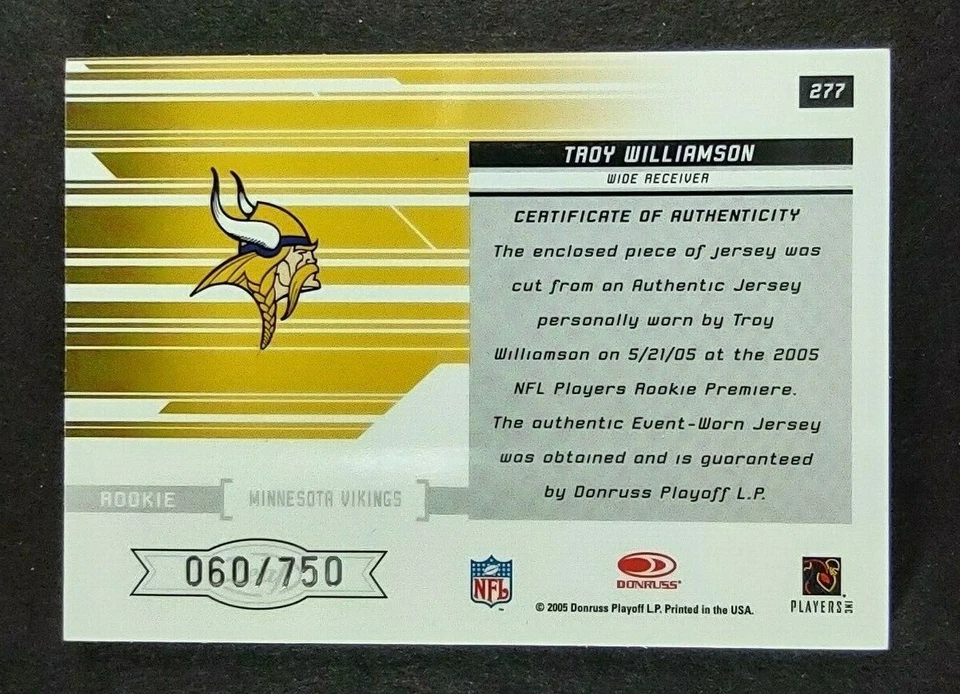 277
TROY WILLIAMSON
WIDE RECEIVER
CERTIFICATE OF AUTHENTICITY
The enclosed piece of jersey was
cut from an Authentic Jersey
personally worn by Troy
Williamson on 5/21/05 at the 2005
NFL Players Rookie Premiere.
The authentic Event-Worn Jersey
was obtained and is guaranteed
by Donruss Playoff L.P.
ROOKIE [ MINNESOTA VIKINGS ]
060/750
NFL
DONRUSS
PLAYERS INC
© 2005 Donruss Playoff L.P. Printed in the USA.